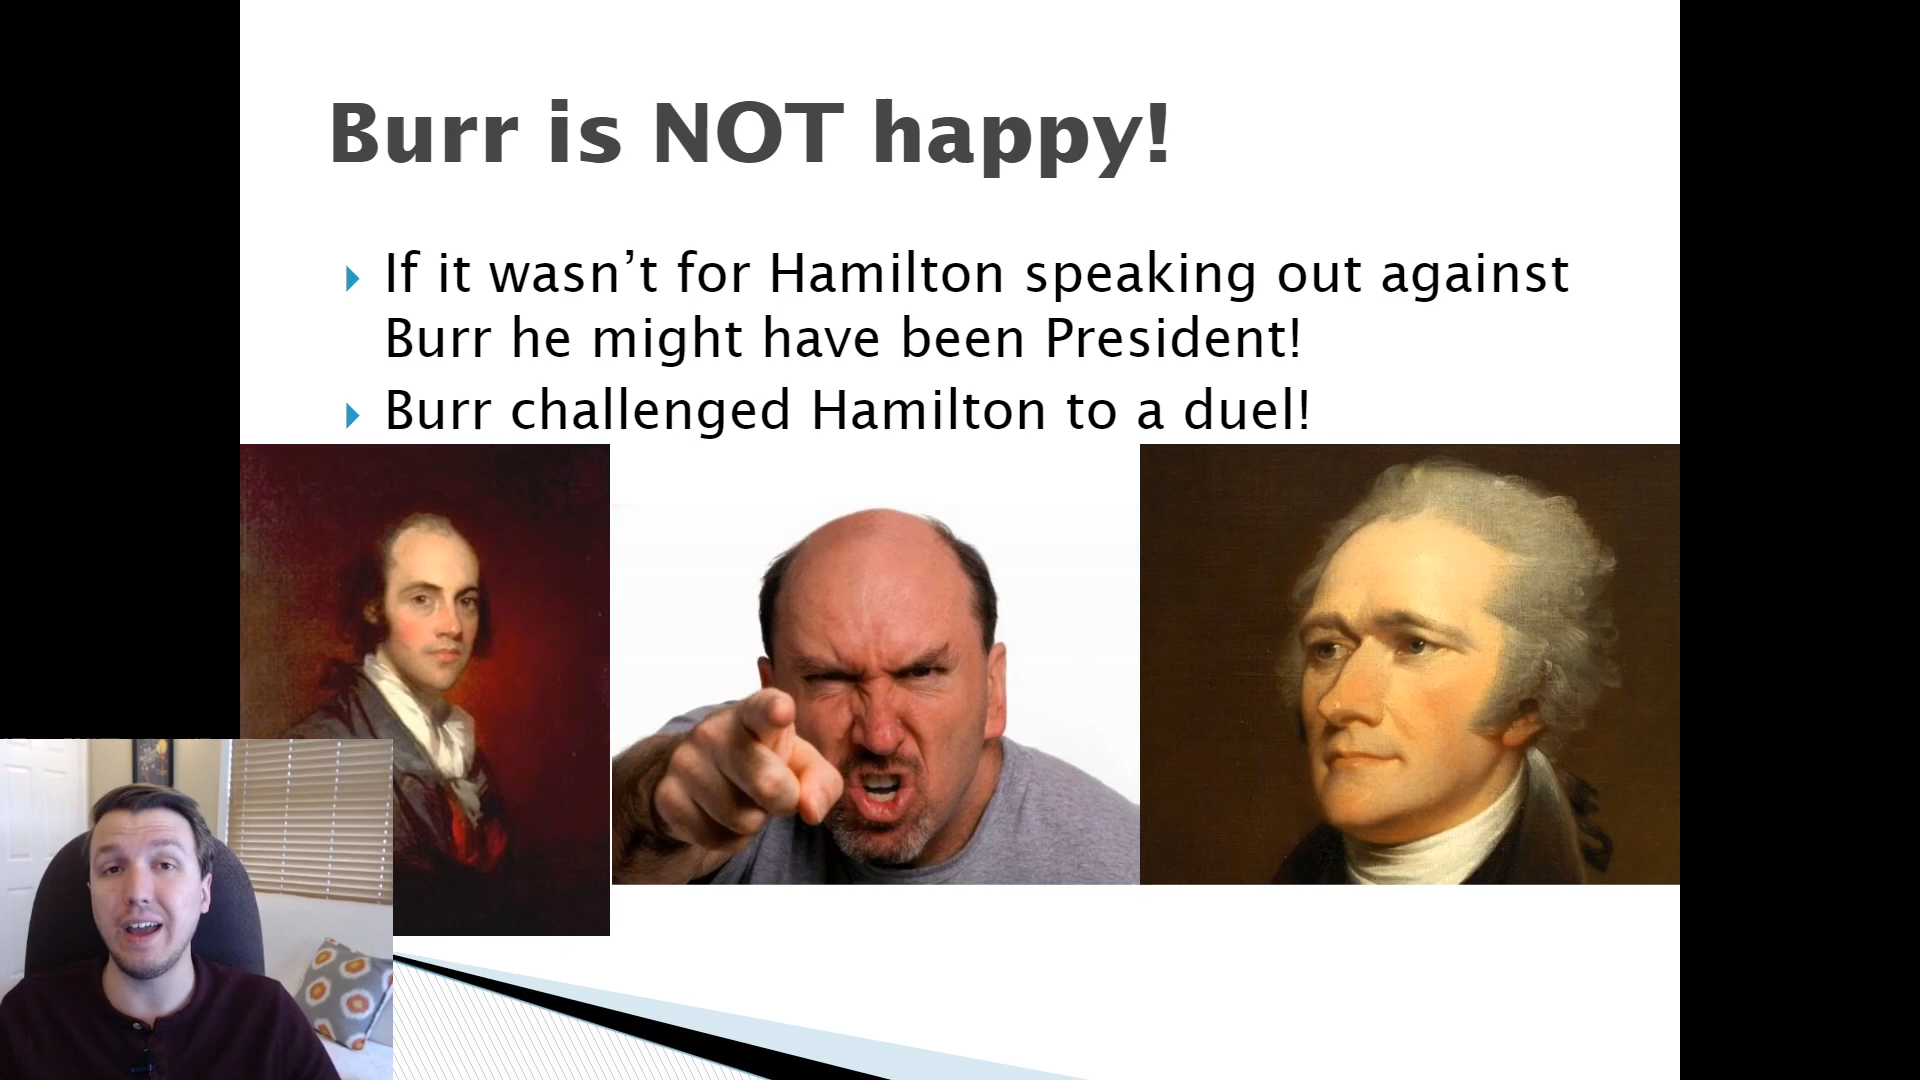 Burr is NOT happy!
If it wasn’t for Hamilton speaking out against
Burr he might have been President!
Burr challenged Hamilton to a duel!